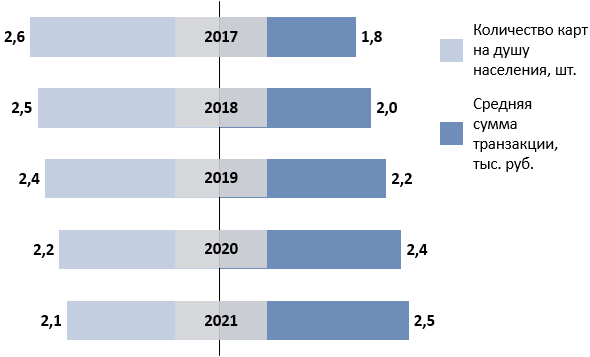 2,6 2017 1,8
2,5 2018 2,0
2,4 2019 2,2
2,2 2020 2,4
2,1 2021 2,5
Количество карт
на душу
населения, шт.
Средняя
сумма
транзакции,
тыс. руб.